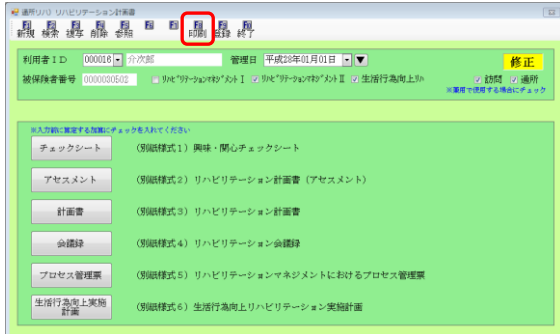 通所リハ) リハビリテーション計画書
新規 検索 複写 削除 参照 印刷 登録 終了
利用者ID 000016 介次郎 管理日 平成28年01月01日 修正
被保険者番号 0000030502 リハビリテーションマネジメントⅠ リハビリテーションマネジメントⅡ 生活行為向上リハ 訪問 通所
※兼用で使用する場合にチェック
※入力前に算定する加算にチェックを入れてください
チェックシート (別紙様式1) 興味・関心チェックシート
アセスメント (別紙様式2) リハビリテーション計画書(アセスメント)
計画書 (別紙様式3) リハビリテーション計画書
会議録 (別紙様式4) リハビリテーション会議録
プロセス管理票 (別紙様式5) リハビリテーションマネジメントにおけるプロセス管理票
生活行為向上実施
計画 (別紙様式6) 生活行為向上リハビリテーション実施計画